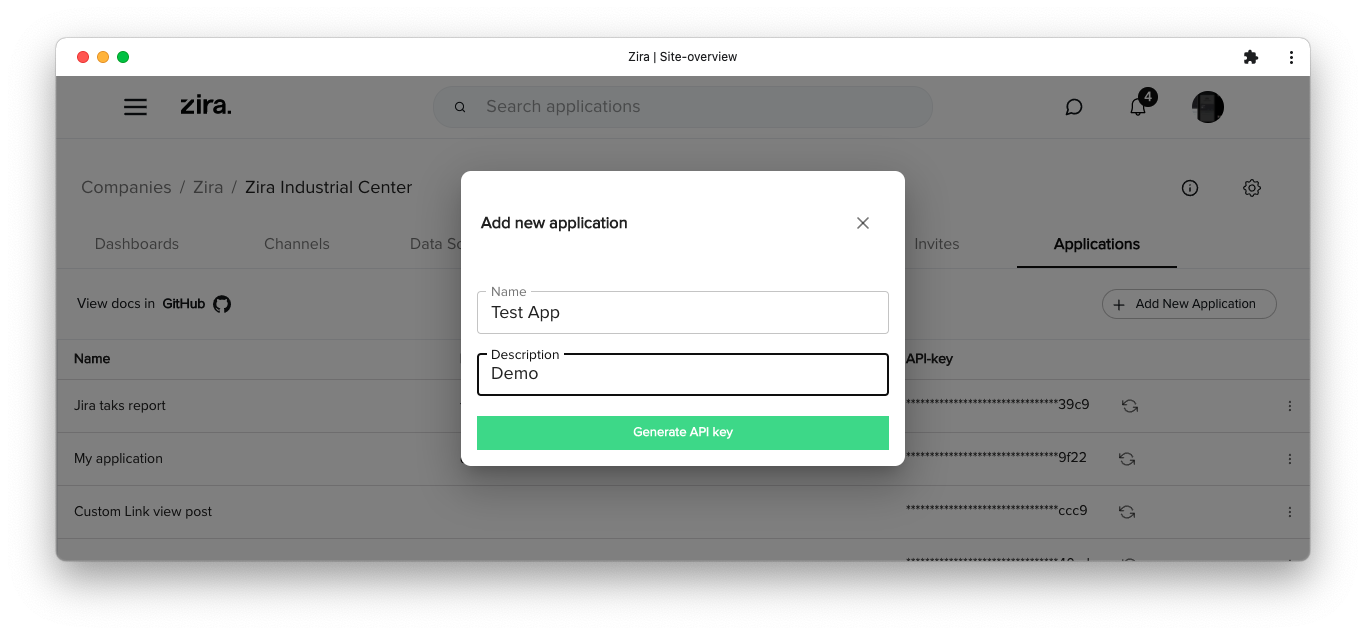 Zira | Site-overview
zira.
Search applications
4
Companies / Zira / Zira Industrial Center
Add new application
Dashboards
Channels
Data
Invites
Applications
View docs in GitHub
Add New Application
Name
Test App
Description
Demo
Generate API key
Name
API-key
Jira taks report
********************************39c9
My application
********************************9f22
Custom Link view post
********************************ccc9